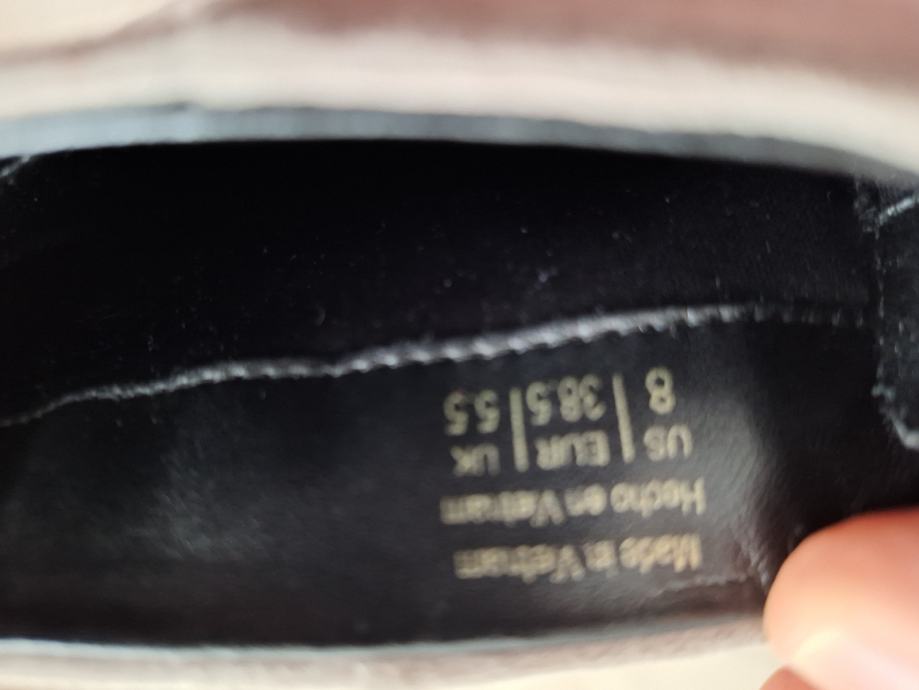 Made in Vietnam
Hecho en Vietnam
US | EUR | UK
8 | 38.5 | 5.5